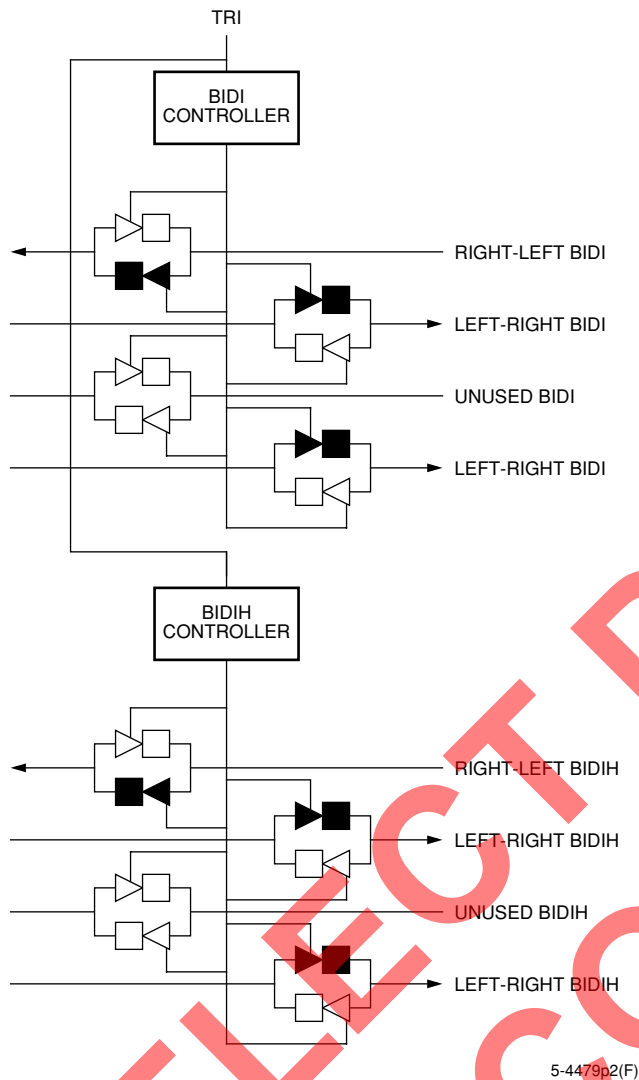 TRI
BIDI
CONTROLLER
RIGHT-LEFT BIDI
LEFT-RIGHT BIDI
UNUSED BIDI
LEFT-RIGHT BIDI
BIDIH
CONTROLLER
RIGHT-LEFT BIDIH
LEFT-RIGHT BIDIH
UNUSED BIDIH
LEFT-RIGHT BIDIH
5-4479p2(F)